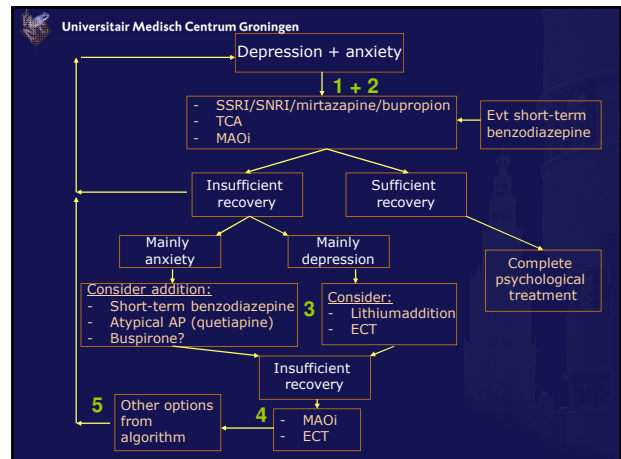 Universitair Medisch Centrum Groningen
Depression + anxiety
1 + 2
- SSRI/SNRI/mirtazapine/bupropion
- TCA
- MAOi
Evt short-term
benzodiazepine
Insufficient
recovery
Sufficient
recovery
Mainly
anxiety
Mainly
depression
Complete
psychological
treatment
Consider addition:
- Short-term benzodiazepine
- Atypical AP (quetiapine)
- Buspirone?
3
Consider:
- Lithiumaddition
- ECT
Insufficient
recovery
5
Other options
from
algorithm
4
- MAOi
- ECT